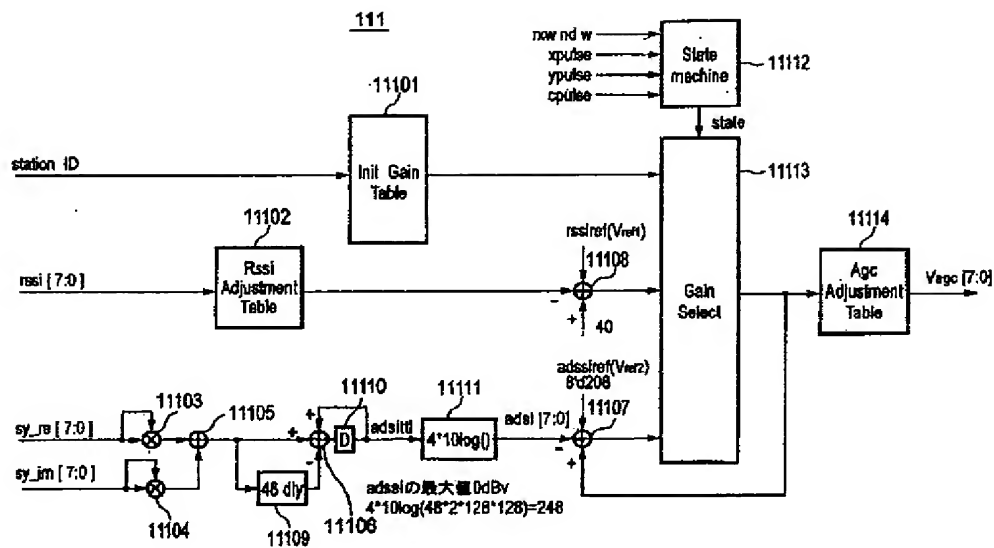 111
rxw nd w
xpulse
ypulse
cpulse
State
machine
11112
state
11101
Init Gain
Table
station ID
11113
11102
rssi [7:0]
Rssi
Adjustment
Table
rssiref(Vref1)
11108
-
+
40
Gain
Select
11114
Agc
Adjustment
Table
Vagc [7:0]
adssiref(Vref2)
8'd208
11107
-
+
sy_re [7:0]
11103
11105
11110
+
+
-
D
adsittl
11111
4*10log()
adsi [7:0]
sy_im [7:0]
11104
48 dly
11109
11106
adssiの最大値0dBv
4*10log(48*2*128*128)=248